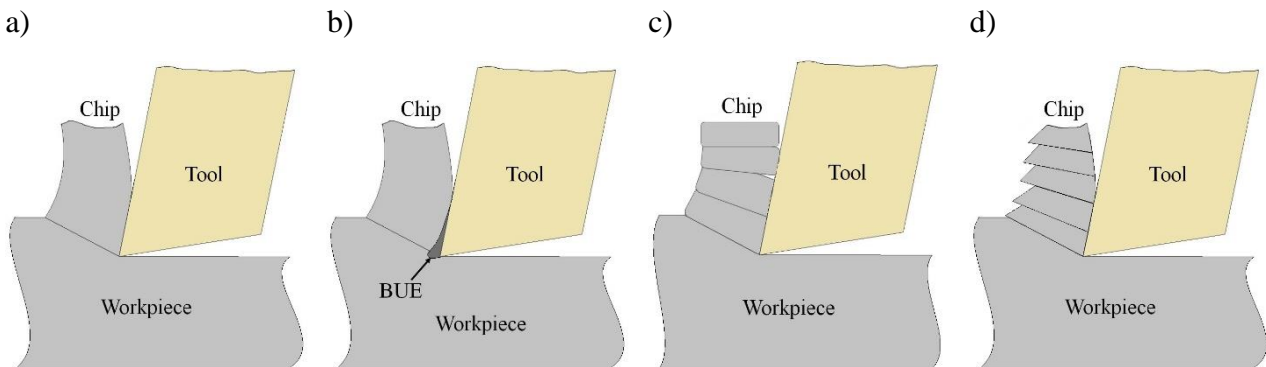 a)
b)
c)
d)
Chip
Tool
Workpiece
Chip
Tool
BUE
Workpiece
Chip
Tool
Workpiece
Chip
Tool
Workpiece